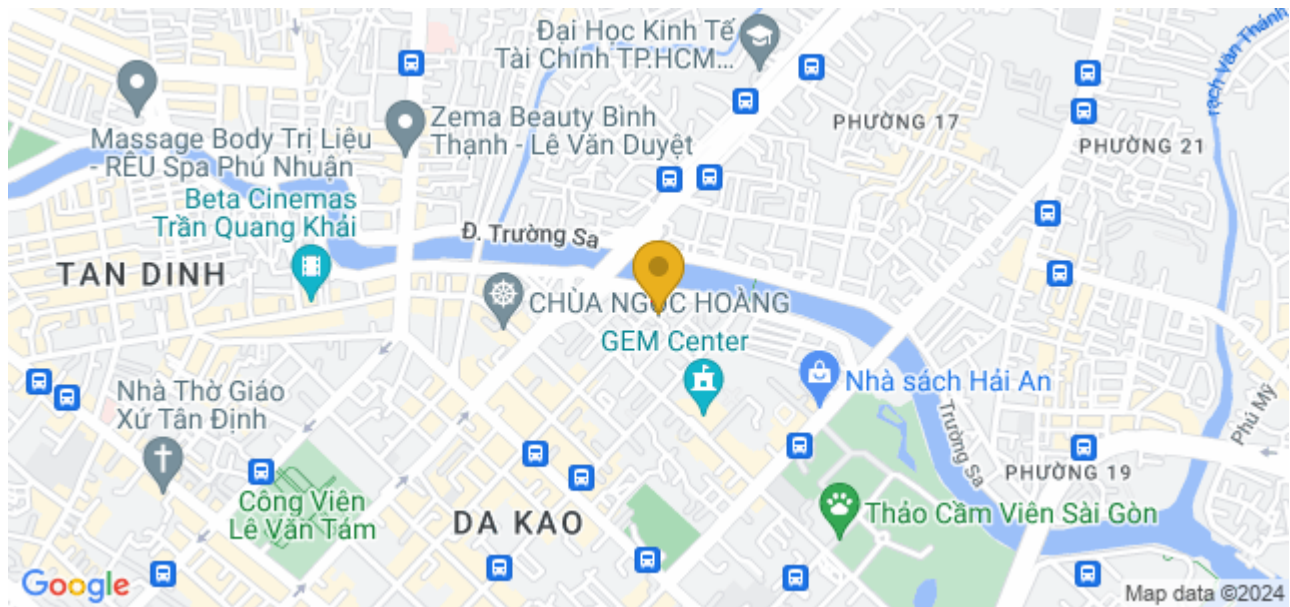 Đại Học Kinh Tế
Tài Chính TP.HCM...
rạch Văn Thánh
Massage Body Trị Liệu
- RÊU Spa Phú Nhuận
Zema Beauty Bình
Thạnh - Lê Văn Duyệt
PHƯỜNG 17
PHƯỜNG 21
Beta Cinemas
Trần Quang Khải
Đ. Trường Sa
TAN DINH
CHÙA NGỌC HOÀNG
GEM Center
Nhà sách Hải An
Nhà Thờ Giáo
Xứ Tân Định
Trường Sa
Phú Mỹ
PHƯỜNG 19
Công Viên
Lê Văn Tám
DA KAO
Thảo Cầm Viên Sài Gòn
Google
Map data ©2024